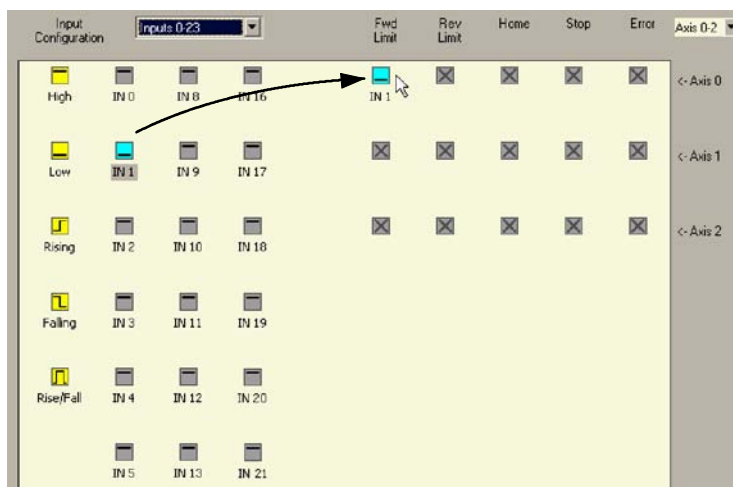 Input Configuration Inputs 0-23 Fwd Limit Rev Limit Home Stop Error Axis 0-2
High IN 0 IN 8 IN 16 IN 1 <- Axis 0
Low IN 1 IN 9 IN 17 <- Axis 1
Rising IN 2 IN 10 IN 18 <- Axis 2
Falling IN 3 IN 11 IN 19
Rise/Fall IN 4 IN 12 IN 20
IN 5 IN 13 IN 21